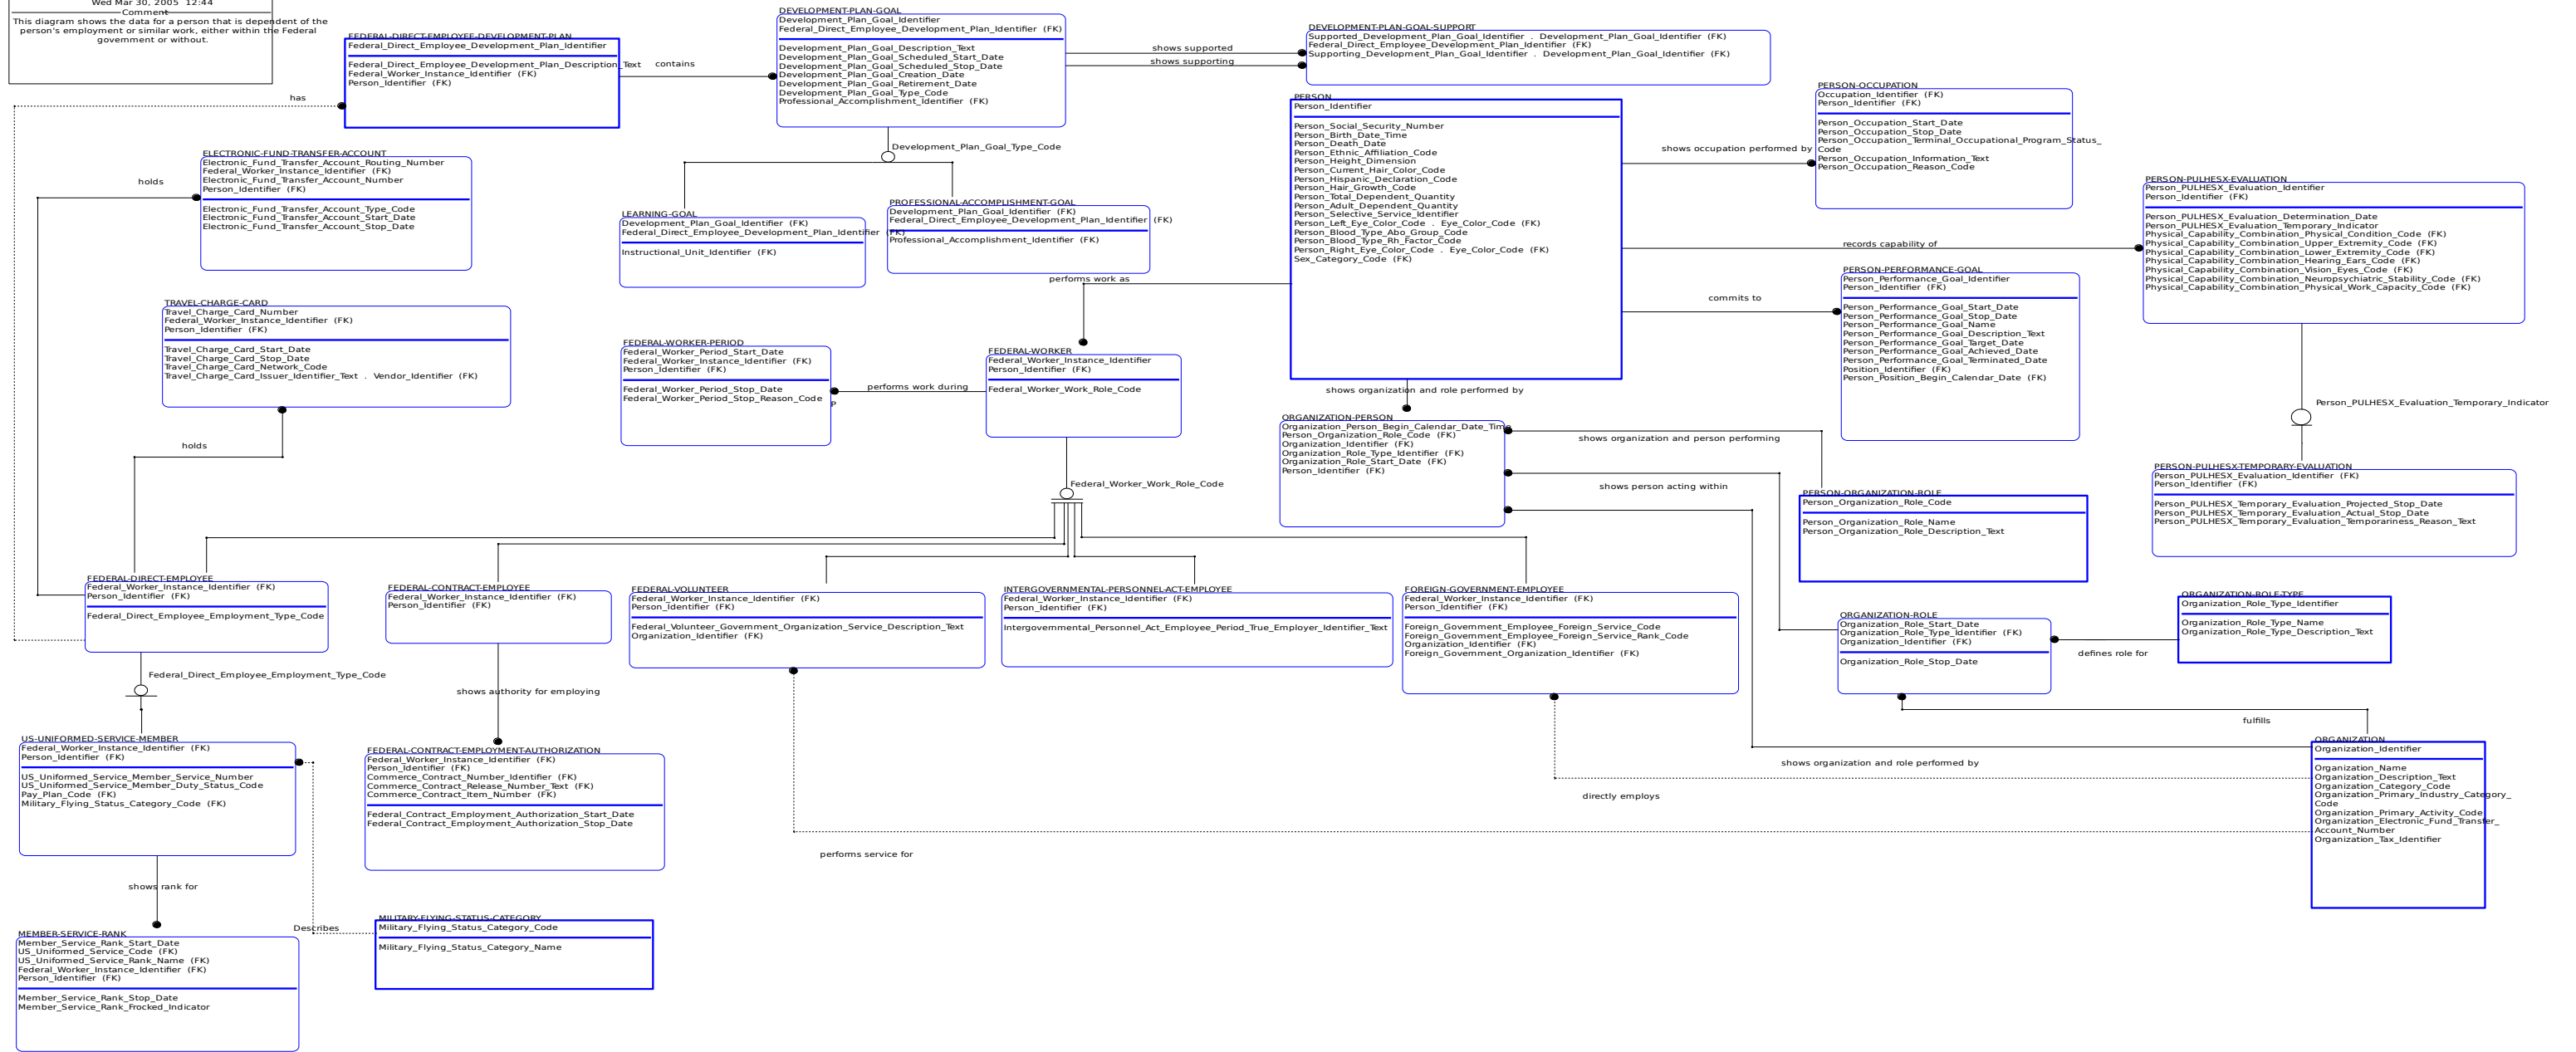 Wed Mar 30, 2005 12:44
Comment
This diagram shows the data for a person that is dependent of the
person's employment or similar work, either within the Federal
government or without.
FEDERAL-DIRECT-EMPLOYEE-DEVELOPMENT-PLAN
Federal_Direct_Employee_Development_Plan_Identifier
Federal_Direct_Employee_Development_Plan_Description_Text
Federal_Worker_Instance_Identifier (FK)
Person_Identifier (FK)
contains
has
DEVELOPMENT-PLAN-GOAL
Development_Plan_Goal_Identifier
Federal_Direct_Employee_Development_Plan_Identifier (FK)
Development_Plan_Goal_Description_Text
Development_Plan_Goal_Scheduled_Start_Date
Development_Plan_Goal_Scheduled_Stop_Date
Development_Plan_Goal_Creation_Date
Development_Plan_Goal_Retirement_Date
Development_Plan_Goal_Type_Code
Professional_Accomplishment_Identifier (FK)
shows supported
shows supporting
DEVELOPMENT-PLAN-GOAL-SUPPORT
Supported_Development_Plan_Goal_Identifier . Development_Plan_Goal_Identifier (FK)
Federal_Direct_Employee_Development_Plan_Identifier (FK)
Supporting_Development_Plan_Goal_Identifier . Development_Plan_Goal_Identifier (FK)
Development_Plan_Goal_Type_Code
ELECTRONIC-FUND-TRANSFER-ACCOUNT
Electronic_Fund_Transfer_Account_Routing_Number
Federal_Worker_Instance_Identifier (FK)
Electronic_Fund_Transfer_Account_Number
Person_Identifier (FK)
Electronic_Fund_Transfer_Account_Type_Code
Electronic_Fund_Transfer_Account_Start_Date
Electronic_Fund_Transfer_Account_Stop_Date
holds
LEARNING-GOAL
Development_Plan_Goal_Identifier (FK)
Federal_Direct_Employee_Development_Plan_Identifier (FK)
Instructional_Unit_Identifier (FK)
PROFESSIONAL-ACCOMPLISHMENT-GOAL
Development_Plan_Goal_Identifier (FK)
Federal_Direct_Employee_Development_Plan_Identifier (FK)
Professional_Accomplishment_Identifier (FK)
PERSON
Person_Identifier
Person_Social_Security_Number
Person_Birth_Date_Time
Person_Death_Date
Person_Ethnic_Affiliation_Code
Person_Height_Dimension
Person_Current_Hair_Color_Code
Person_Hispanic_Declaration_Code
Person_Hair_Growth_Code
Person_Total_Dependent_Quantity
Person_Adult_Dependent_Quantity
Person_Selective_Service_Identifier
Person_Left_Eye_Color_Code . Eye_Color_Code (FK)
Person_Blood_Type_Abo_Group_Code
Person_Blood_Type_Rh_Factor_Code
Person_Right_Eye_Color_Code . Eye_Color_Code (FK)
Sex_Category_Code (FK)
PERSON-OCCUPATION
Occupation_Identifier (FK)
Person_Identifier (FK)
Person_Occupation_Start_Date
Person_Occupation_Stop_Date
Person_Occupation_Terminal_Occupational_Program_Status_
Code
Person_Occupation_Information_Text
Person_Occupation_Reason_Code
shows occupation performed by
PERSON-PULHESX-EVALUATION
Person_PULHESX_Evaluation_Identifier
Person_Identifier (FK)
Person_PULHESX_Evaluation_Determination_Date
Person_PULHESX_Evaluation_Temporary_Indicator
Physical_Capability_Combination_Physical_Condition_Code (FK)
Physical_Capability_Combination_Upper_Extremity_Code (FK)
Physical_Capability_Combination_Lower_Extremity_Code (FK)
Physical_Capability_Combination_Hearing_Ears_Code (FK)
Physical_Capability_Combination_Vision_Eyes_Code (FK)
Physical_Capability_Combination_Neuropsychiatric_Stability_Code (FK)
Physical_Capability_Combination_Physical_Work_Capacity_Code (FK)
records capability of
performs work as
commits to
PERSON-PERFORMANCE-GOAL
Person_Performance_Goal_Identifier
Person_Identifier (FK)
Person_Performance_Goal_Start_Date
Person_Performance_Goal_Stop_Date
Person_Performance_Goal_Name
Person_Performance_Goal_Description_Text
Person_Performance_Goal_Target_Date
Person_Performance_Goal_Achieved_Date
Person_Performance_Goal_Terminated_Date
Position_Identifier (FK)
Person_Position_Begin_Calendar_Date (FK)
TRAVEL-CHARGE-CARD
Travel_Charge_Card_Number
Federal_Worker_Instance_Identifier (FK)
Person_Identifier (FK)
Travel_Charge_Card_Start_Date
Travel_Charge_Card_Stop_Date
Travel_Charge_Card_Network_Code
Travel_Charge_Card_Issuer_Identifier_Text . Vendor_Identifier (FK)
holds
FEDERAL-WORKER-PERIOD
Federal_Worker_Period_Start_Date
Federal_Worker_Instance_Identifier (FK)
Person_Identifier (FK)
Federal_Worker_Period_Stop_Date
Federal_Worker_Period_Stop_Reason_Code
P
performs work during
FEDERAL-WORKER
Federal_Worker_Instance_Identifier
Person_Identifier (FK)
Federal_Worker_Work_Role_Code
shows organization and role performed by
Person_PULHESX_Evaluation_Temporary_Indicator
ORGANIZATION-PERSON
Organization_Person_Begin_Calendar_Date_Time
Person_Organization_Role_Code (FK)
Organization_Identifier (FK)
Organization_Role_Type_Identifier (FK)
Organization_Role_Start_Date (FK)
Person_Identifier (FK)
shows organization and person performing
shows person acting within
PERSON-PULHESX-TEMPORARY-EVALUATION
Person_PULHESX_Evaluation_Identifier (FK)
Person_Identifier (FK)
Person_PULHESX_Temporary_Evaluation_Projected_Stop_Date
Person_PULHESX_Temporary_Evaluation_Actual_Stop_Date
Person_PULHESX_Temporary_Evaluation_Temporariness_Reason_Text
PERSON-ORGANIZATION-ROLE
Person_Organization_Role_Code
Person_Organization_Role_Name
Person_Organization_Role_Description_Text
Federal_Worker_Work_Role_Code
FEDERAL-DIRECT-EMPLOYEE
Federal_Worker_Instance_Identifier (FK)
Person_Identifier (FK)
Federal_Direct_Employee_Employment_Type_Code
FEDERAL-CONTRACT-EMPLOYEE
Federal_Worker_Instance_Identifier (FK)
Person_Identifier (FK)
FEDERAL-VOLUNTEER
Federal_Worker_Instance_Identifier (FK)
Person_Identifier (FK)
Federal_Volunteer_Government_Organization_Service_Description_Text
Organization_Identifier (FK)
INTERGOVERNMENTAL-PERSONNEL-ACT-EMPLOYEE
Federal_Worker_Instance_Identifier (FK)
Person_Identifier (FK)
Intergovernmental_Personnel_Act_Employee_Period_True_Employer_Identifier_Text
FOREIGN-GOVERNMENT-EMPLOYEE
Federal_Worker_Instance_Identifier (FK)
Person_Identifier (FK)
Foreign_Government_Employee_Foreign_Service_Code
Foreign_Government_Employee_Foreign_Service_Rank_Code
Organization_Identifier (FK)
Foreign_Government_Organization_Identifier (FK)
ORGANIZATION-ROLE
Organization_Role_Start_Date
Organization_Role_Type_Identifier (FK)
Organization_Identifier (FK)
Organization_Role_Stop_Date
ORGANIZATION-ROLE-TYPE
Organization_Role_Type_Identifier
Organization_Role_Type_Name
Organization_Role_Type_Description_Text
defines role for
Federal_Direct_Employee_Employment_Type_Code
shows authority for employing
fulfills
US-UNIFORMED-SERVICE-MEMBER
Federal_Worker_Instance_Identifier (FK)
Person_Identifier (FK)
US_Uniformed_Service_Member_Service_Number
US_Uniformed_Service_Member_Duty_Status_Code
Pay_Plan_Code (FK)
Military_Flying_Status_Category_Code (FK)
FEDERAL-CONTRACT-EMPLOYMENT-AUTHORIZATION
Federal_Worker_Instance_Identifier (FK)
Person_Identifier (FK)
Commerce_Contract_Number_Identifier (FK)
Commerce_Contract_Release_Number_Text (FK)
Commerce_Contract_Item_Number (FK)
Federal_Contract_Employment_Authorization_Start_Date
Federal_Contract_Employment_Authorization_Stop_Date
ORGANIZATION
Organization_Identifier
Organization_Name
Organization_Description_Text
Organization_Category_Code
Organization_Primary_Industry_Category_
Code
Organization_Primary_Activity_Code
Organization_Electronic_Fund_Transfer_
Account_Number
Organization_Tax_Identifier
shows organization and role performed by
directly employs
performs service for
shows rank for
Describes
MILITARY-FLYING-STATUS-CATEGORY
Military_Flying_Status_Category_Code
Military_Flying_Status_Category_Name
MEMBER-SERVICE-RANK
Member_Service_Rank_Start_Date
US_Uniformed_Service_Code (FK)
US_Uniformed_Service_Rank_Name (FK)
Federal_Worker_Instance_Identifier (FK)
Person_Identifier (FK)
Member_Service_Rank_Stop_Date
Member_Service_Rank_Frocked_Indicator